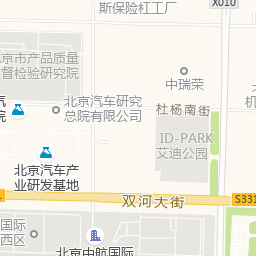 斯保险杠工厂
X010
北京市产品质量
监督检验研究院
中瑞荣
北京汽车研究
总院有限公司
杜杨南街
ID-PARK
艾迪公园
北京汽车产
业研发基地
双河大街
S331
国际
西区
北京中航国际